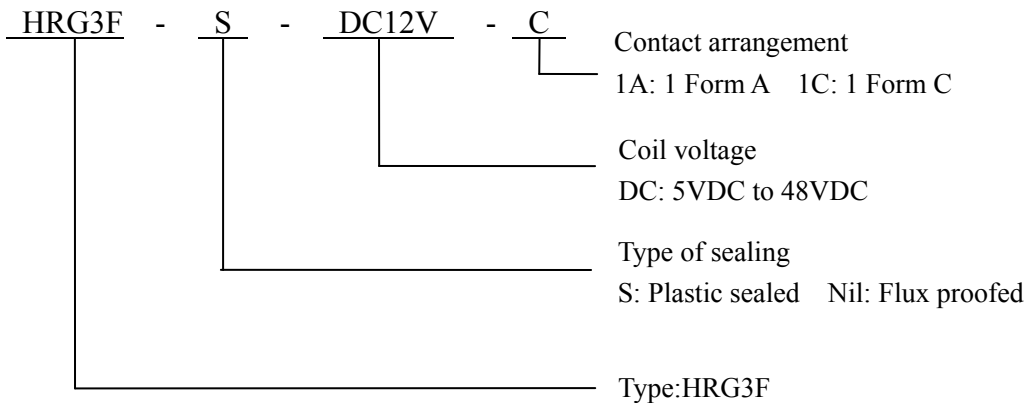 HRG3F - S - DC12V - C
Contact arrangement
1A: 1 Form A 1C: 1 Form C
Coil voltage
DC: 5VDC to 48VDC
Type of sealing
S: Plastic sealed Nil: Flux proofed
Type:HRG3F